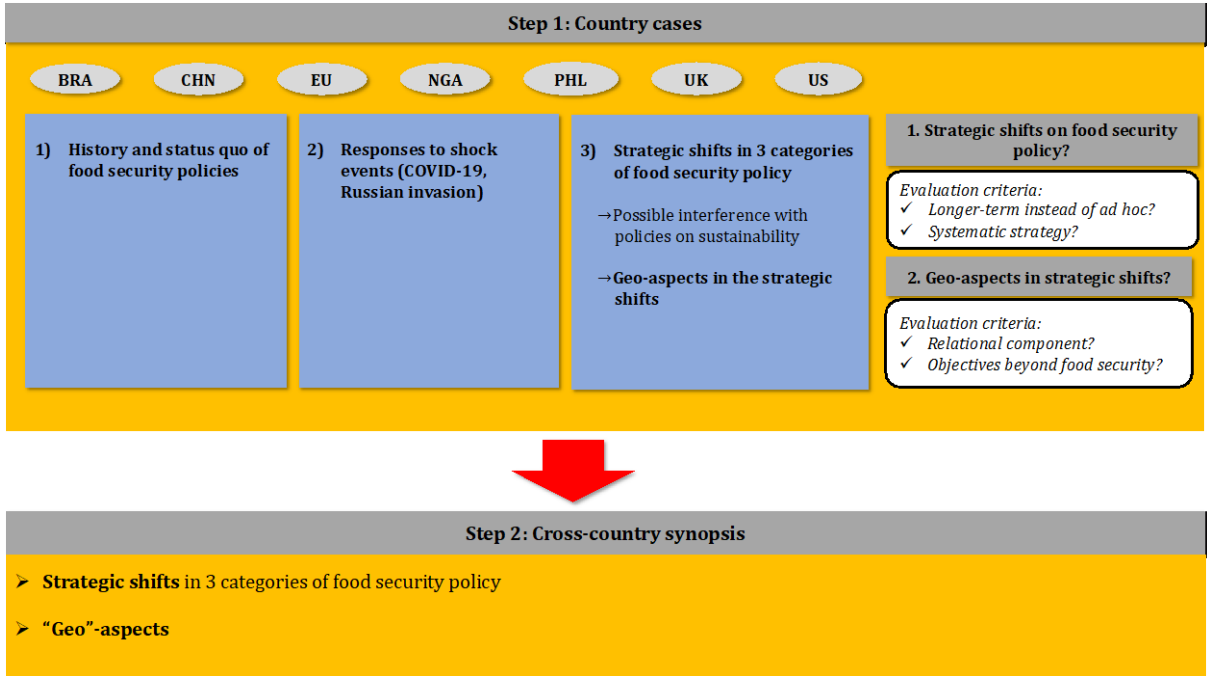 Step 1: Country cases
BRA CHN EU NGA PHL UK US
1) History and status quo of
food security policies
2) Responses to shock
events (COVID-19,
Russian invasion)
3) Strategic shifts in 3 categories
of food security policy
→Possible interference with
policies on sustainability
→Geo-aspects in the strategic
shifts
1. Strategic shifts on food security
policy?
Evaluation criteria:
✓ Longer-term instead of ad hoc?
✓ Systematic strategy?
2. Geo-aspects in strategic shifts?
Evaluation criteria:
✓ Relational component?
✓ Objectives beyond food security?
Step 2: Cross-country synopsis
➢ Strategic shifts in 3 categories of food security policy
➢ “Geo”-aspects